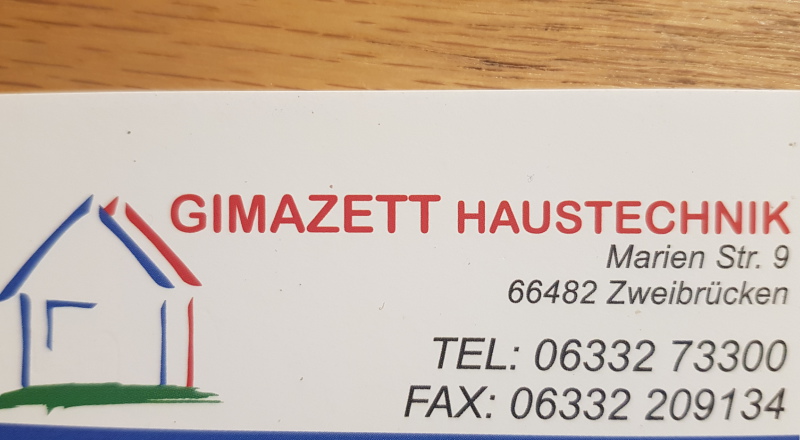 GIMAZETT HAUSTECHNIK
Marien Str. 9
66482 Zweibrücken
TEL: 06332 73300
FAX: 06332 209134